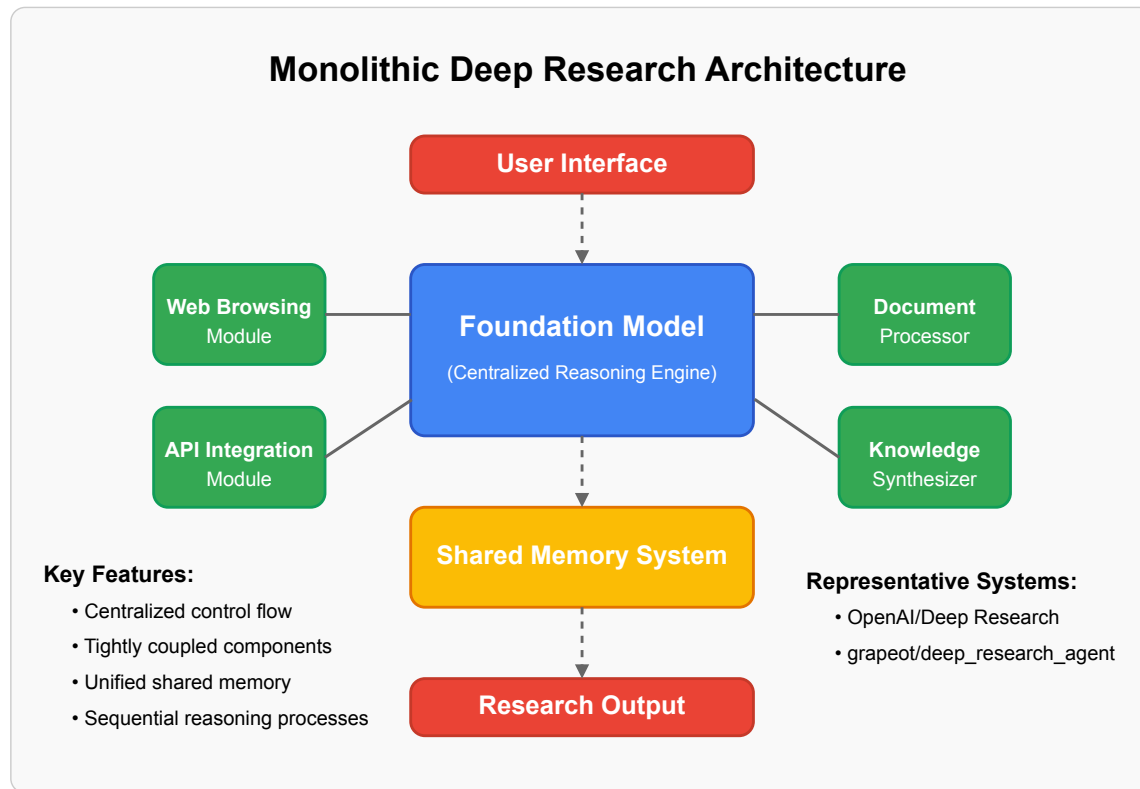 Monolithic Deep Research Architecture
User Interface
Web Browsing
Module
Foundation Model
(Centralized Reasoning Engine)
Document
Processor
API Integration
Module
Knowledge
Synthesizer
Shared Memory System
Key Features:
• Centralized control flow
• Tightly coupled components
• Unified shared memory
• Sequential reasoning processes
Representative Systems:
• OpenAI/Deep Research
• grapeot/deep_research_agent
Research Output